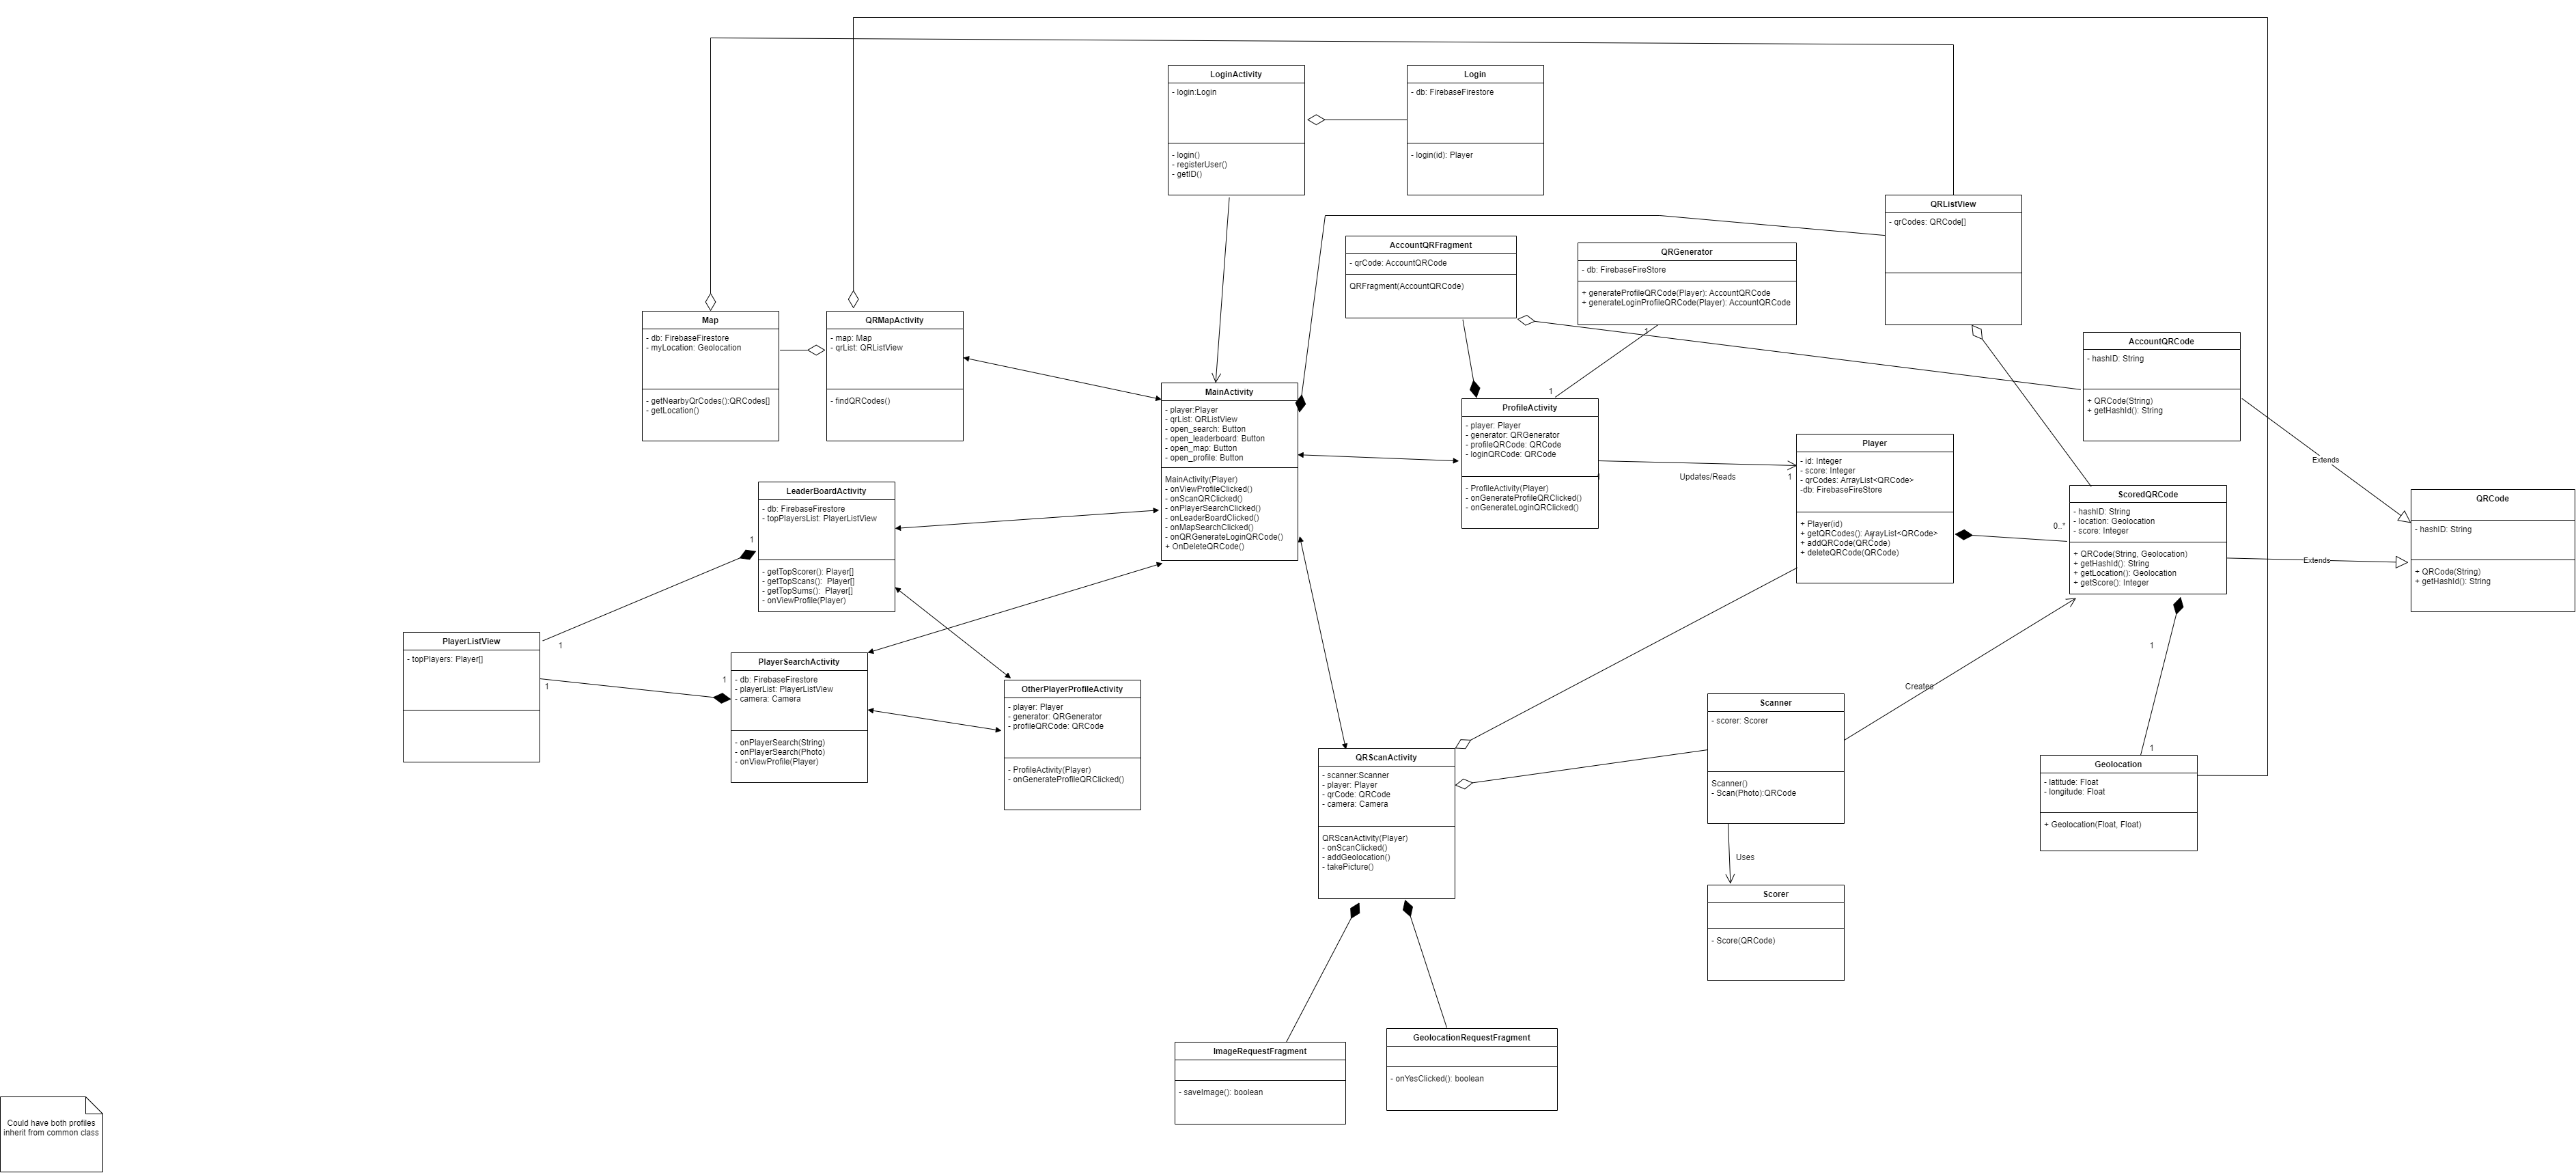 LoginActivity
- login:Login
- login()
- registerUser()
- getID()
Login
- db: FirebaseFirestore
- login(id): Player
QRListView
- qrCodes: QRCode[]
AccountQRFragment
- qrCode: AccountQRCode
QRFragment(AccountQRCode)
QRGenerator
- db: FirebaseFireStore
+ generateProfileQRCode(Player): AccountQRCode
+ generateLoginProfileQRCode(Player): AccountQRCode
1
1
Map
- db: FirebaseFirestore
- myLocation: Geolocation
- getNearbyQrCodes():QRCodes[]
- getLocation()
QRMapActivity
- map: Map
- qrList: QRListView
- findQRCodes()
AccountQRCode
- hashID: String
+ QRCode(String)
+ getHashId(): String
MainActivity
- player:Player
- qrList: QRListView
- open_search: Button
- open_leaderboard: Button
- open_map: Button
- open_profile: Button
MainActivity(Player)
- onViewProfileClicked()
- onScanQRClicked()
- onPlayerSearchClicked()
- onLeaderBoardClicked()
- onMapSearchClicked()
- onQRGenerateLoginQRCode()
+ OnDeleteQRCode()
ProfileActivity
- player: Player
- generator: QRGenerator
- profileQRCode: QRCode
- loginQRCode: QRCode
- ProfileActivity(Player)
- onGenerateProfileQRClicked()
- onGenerateLoginQRClicked()
1
Updates/Reads
1
Player
- id: Integer
- score: Integer
- qrCodes: ArrayList<QRCode>
-db: FirebaseFireStore
+ Player(id)
+ getQRCodes(): ArrayList<QRCode>
+ addQRCode(QRCode)
+ deleteQRCode(QRCode)
0..*
ScoredQRCode
- hashID: String
- location: Geolocation
- score: Integer
+ QRCode(String, Geolocation)
+ getHashId(): String
+ getLocation(): Geolocation
+ getScore(): Integer
Extends
Extends
QRCode
- hashID: String
+ QRCode(String)
+ getHashId(): String
LeaderBoardActivity
- db: FirebaseFirestore
- topPlayersList: PlayerListView
- getTopScorer(): Player[]
- getTopScans():  Player[]
- getTopSums():  Player[]
- onViewProfile(Player)
1
1
PlayerListView
- topPlayers: Player[]
1
1
PlayerSearchActivity
- db: FirebaseFirestore
- playerList: PlayerListView
- camera: Camera
- onPlayerSearch(String)
- onPlayerSearch(Photo)
- onViewProfile(Player)
OtherPlayerProfileActivity
- player: Player
- generator: QRGenerator
- profileQRCode: QRCode
- ProfileActivity(Player)
- onGenerateProfileQRClicked()
Scanner
- scorer: Scorer
Scanner()
- Scan(Photo):QRCode
Creates
1
1
Geolocation
- latitude: Float
- longitude: Float
+ Geolocation(Float, Float)
QRScanActivity
- scanner:Scanner
- player: Player
- qrCode: QRCode
- camera: Camera
QRScanActivity(Player)
- onScanClicked()
- addGeolocation()
- takePicture()
Uses
Scorer
- Score(QRCode)
ImageRequestFragment
- saveImage(): boolean
GeolocationRequestFragment
- onYesClicked(): boolean
Could have both profiles
inherit from common class